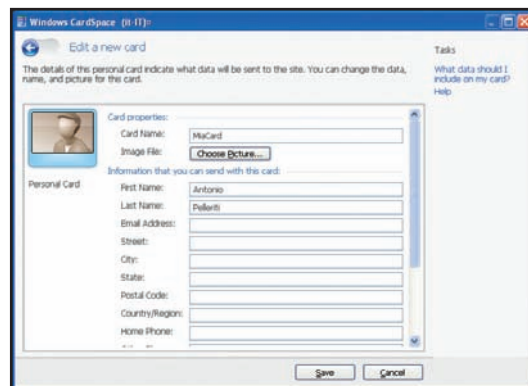 Windows CardSpace (it-IT)
Edit a new card
The details of this personal card indicate what data will be sent to the site. You can change the data,
name, and picture for this card.
Tasks
What data should I
include on my card?
Help
Personal Card
Card properties:
Card Name: MiaCard
Image File: Choose Picture...
Information that you can send with this card:
First Name: Antonio
Last Name: Pelleriti
Email Address:
Street:
City:
State:
Postal Code:
Country/Region:
Home Phone:
Save Cancel